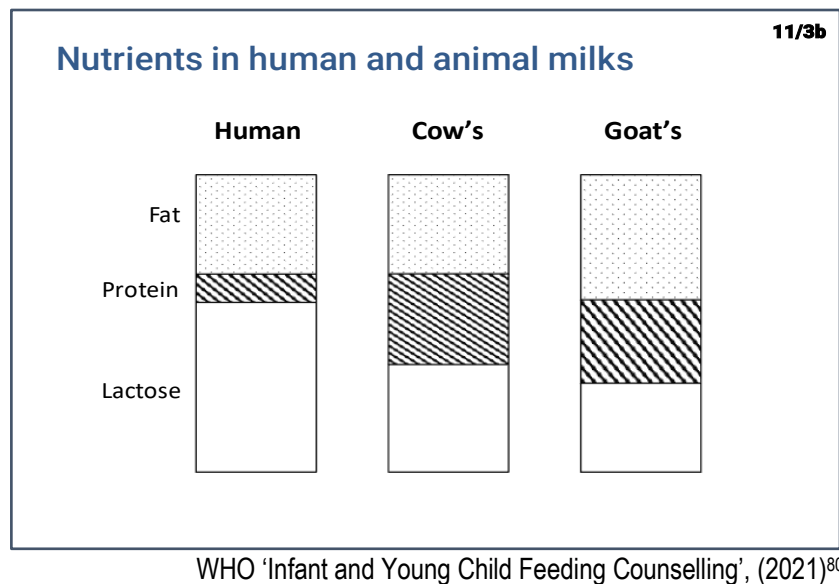 11/3b
Nutrients in human and animal milks
Human Cow's Goat's
Fat
Protein
Lactose
WHO 'Infant and Young Child Feeding Counselling', (2021)80